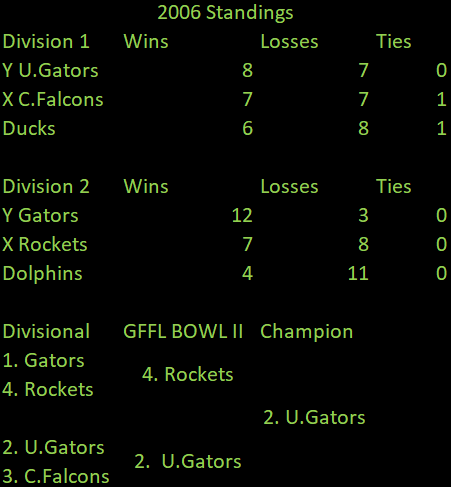 2006 Standings
Division 1 Wins Losses Ties
Y U.Gators 8 7 0
X C.Falcons 7 7 1
Ducks 6 8 1
Division 2 Wins Losses Ties
Y Gators 12 3 0
X Rockets 7 8 0
Dolphins 4 11 0
Divisional GFFL BOWL II Champion
1. Gators
4. Rockets
4. Rockets
2. U.Gators
2. U.Gators
3. C.Falcons
2. U.Gators